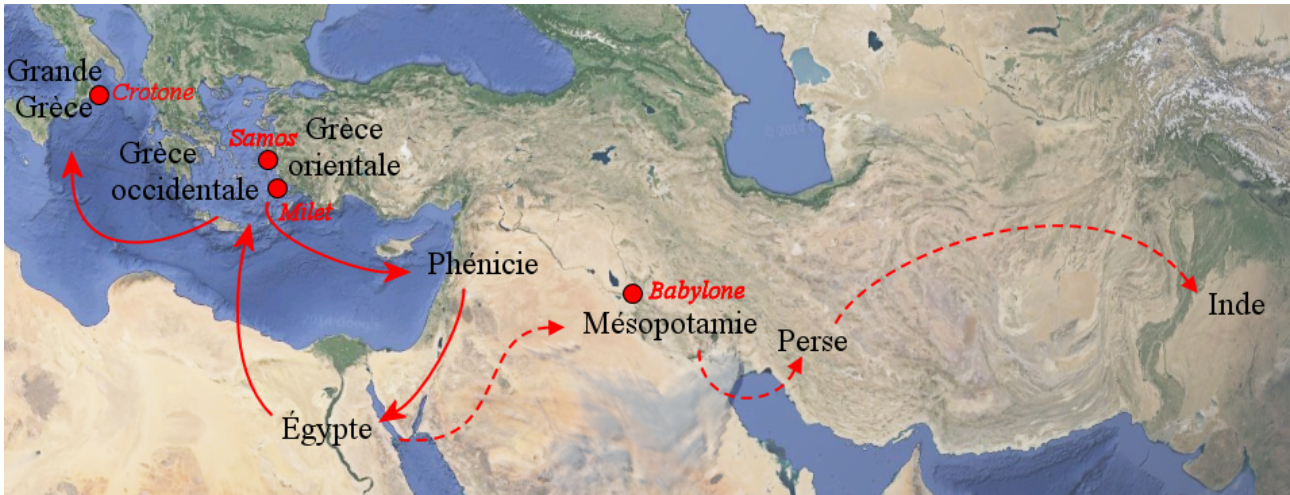 Grande
Grèce
Crotone
Samos
Grèce
orientale
Grèce
occidentale
Milet
Phénicie
Babylone
Mésopotamie
Perse
Inde
Égypte